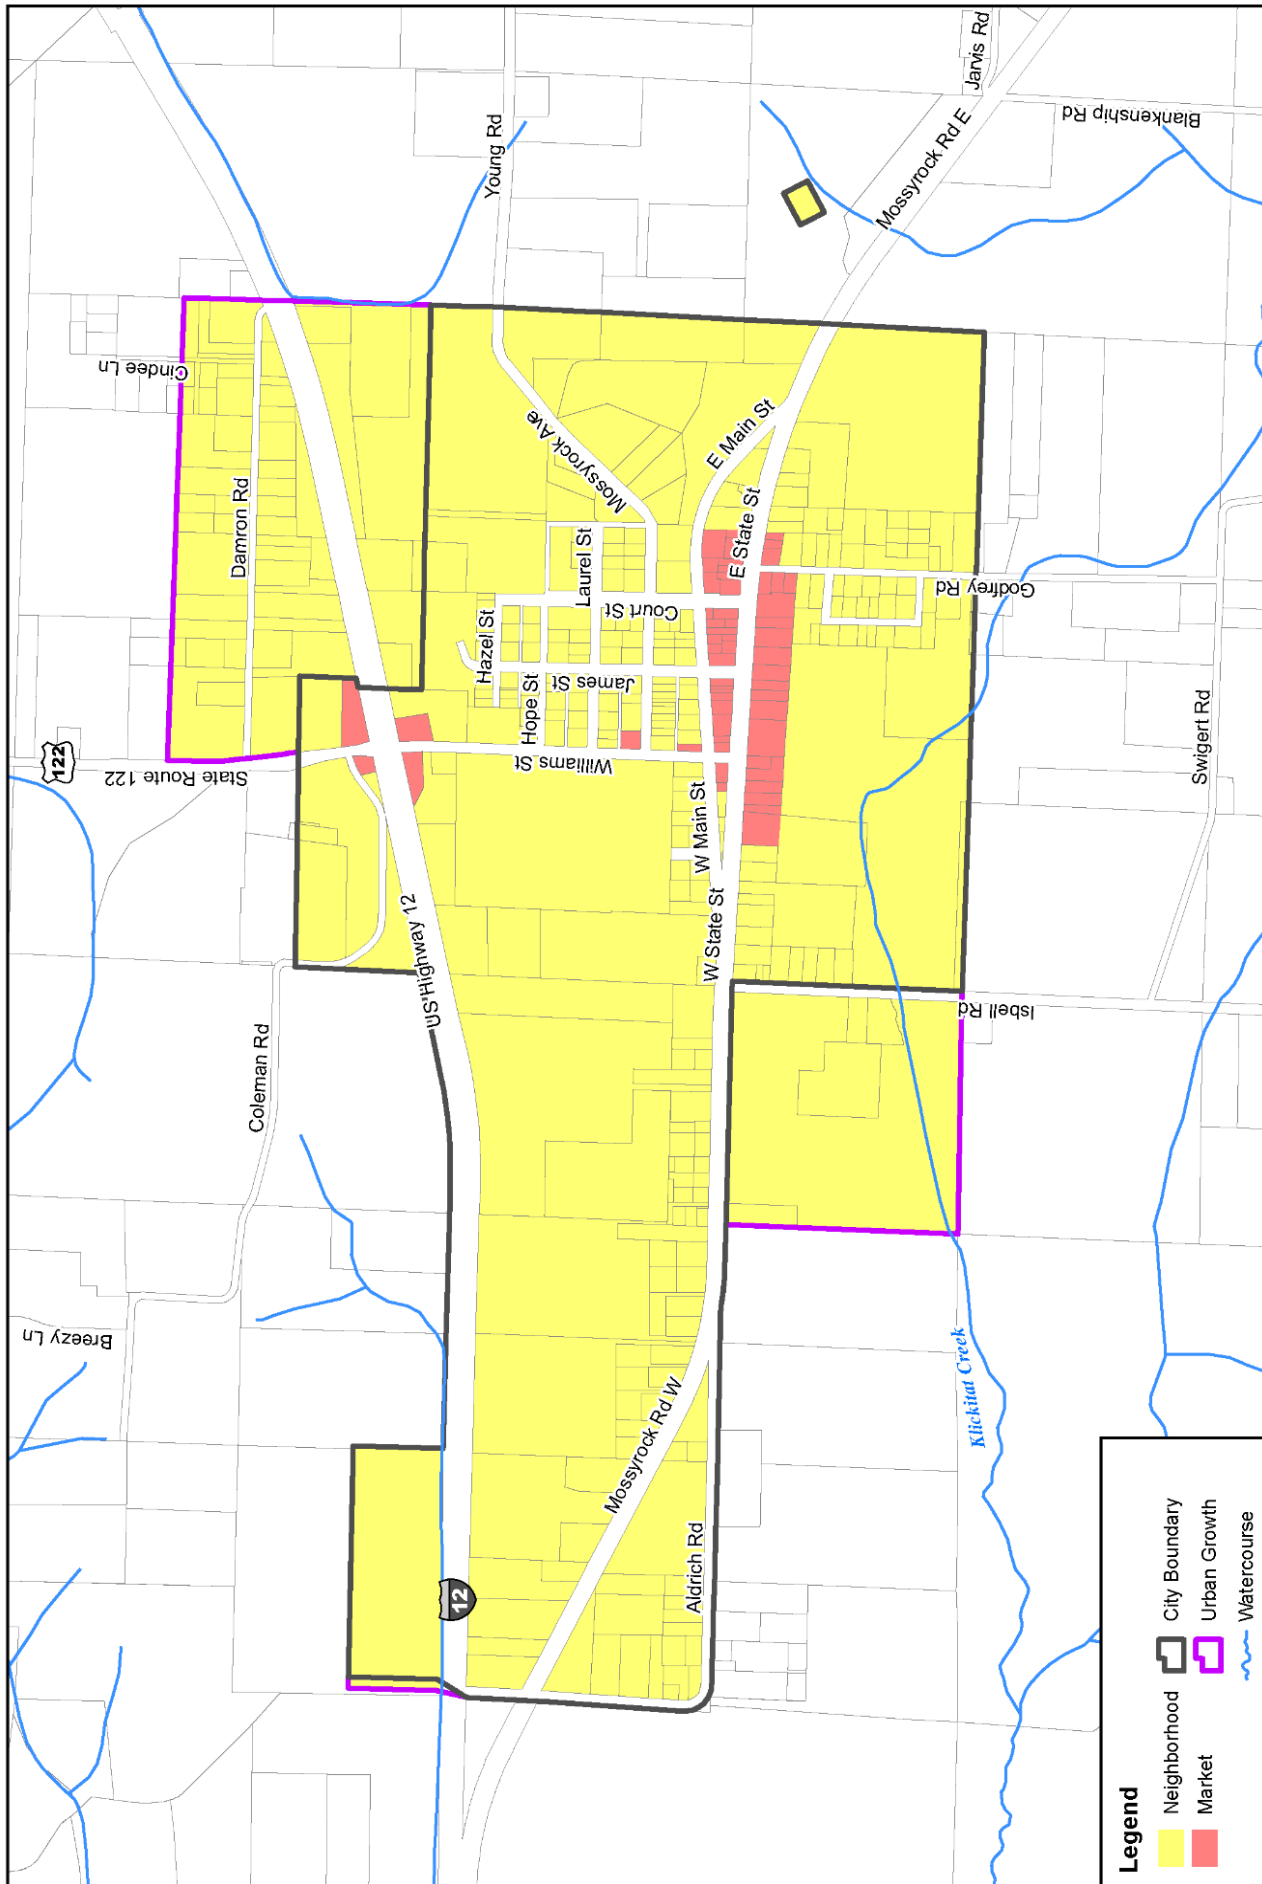 Jarvis Rd
Blankenship Rd
Young Rd
Mossyrock Rd E
Cindee Ln
Mossyrock Ave
E Main St
Damron Rd
Laurel St
E State St
Court St
Godfrey Rd
Hazel St
James St
Hope St
122
State Route 122
Williams St
Swigert Rd
W Main St
US Highway 12
W State St
Isbell Rd
Coleman Rd
Breezy Ln
Klickitat Creek
Mossyrock Rd W
Aldrich Rd
12
Legend
Neighborhood
Market
City Boundary
Urban Growth
Watercourse